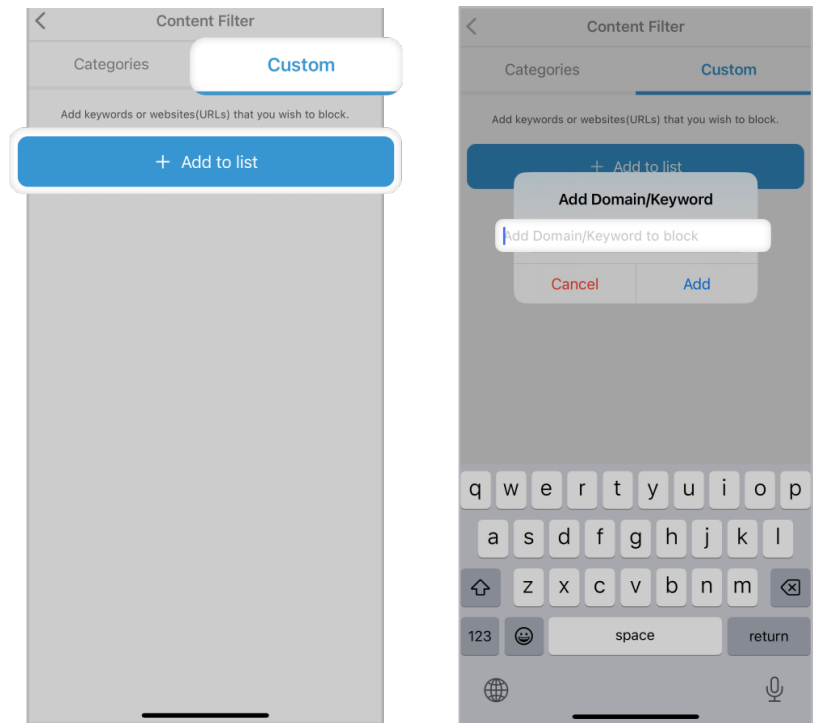 Content Filter
Categories Custom
Add keywords or websites(URLs) that you wish to block.
+ Add to list
Content Filter
Categories Custom
Add keywords or websites(URLs) that you wish to block.
+ Add to list
Add Domain/Keyword
Add Domain/Keyword to block
Cancel Add
q w e r t y u i o p
a s d f g h j k l
z x c v b n m
123 space return